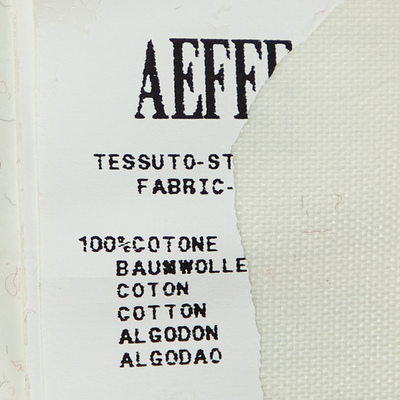 AEFFE
TESSUTO-ST
FABRIC-
100%COTONE
BAUMWOLLE
COTON
COTTON
ALGODON
ALGODAO